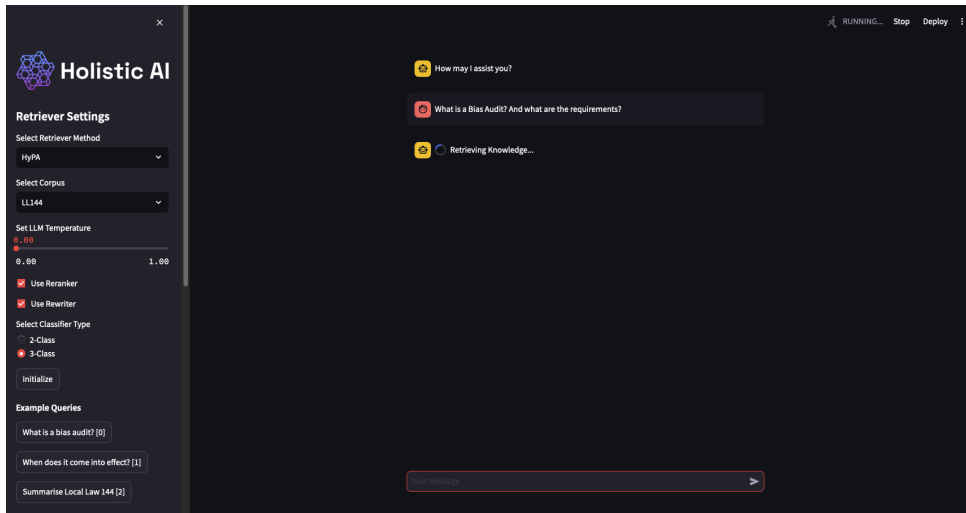 ×
Holistic AI
Retriever Settings
Select Retriever Method
HyPA
Select Corpus
LL144
Set LLM Temperature
0.00
0.00 1.00
Use Reranker
Use Rewriter
Select Classifier Type
2-Class
3-Class
Initialize
Example Queries
What is a bias audit? [0]
When does it come into effect? [1]
Summarise Local Law 144 [2]
RUNNING... Stop Deploy
How may I assist you?
What is a Bias Audit? And what are the requirements?
Retrieving Knowledge...
Your message